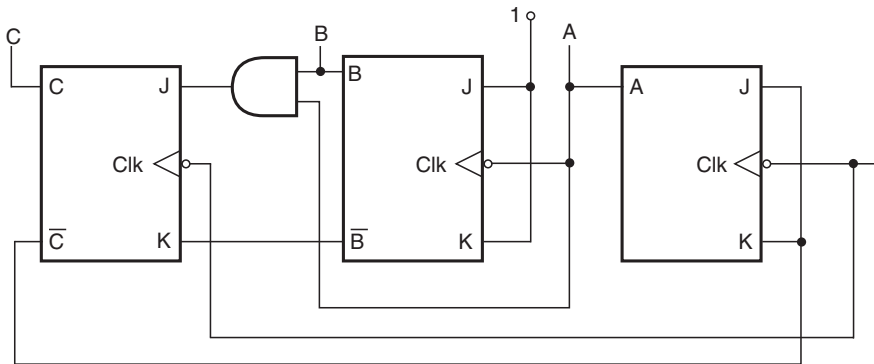 1
C B A
C J B J A J
Clk Clk Clk
C̅ K B̅ K K